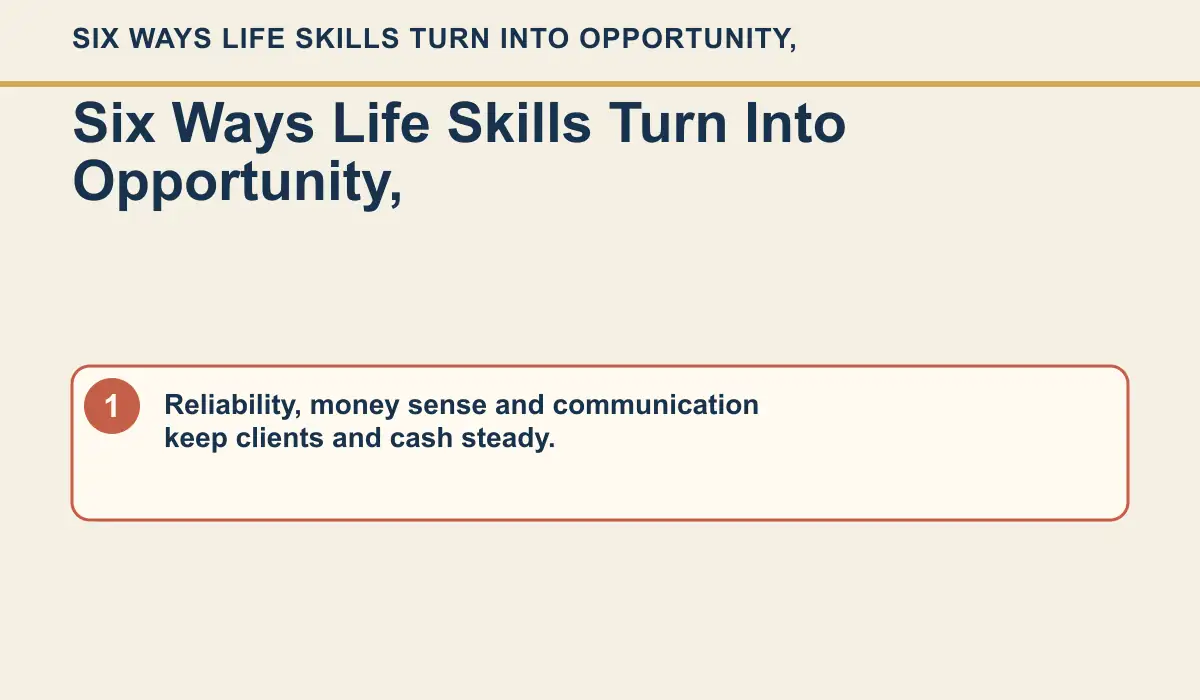 SIX WAYS LIFE SKILLS TURN INTO OPPORTUNITY,
Six Ways Life Skills Turn Into
Opportunity,
1
Reliability, money sense and communication
keep clients and cash steady.